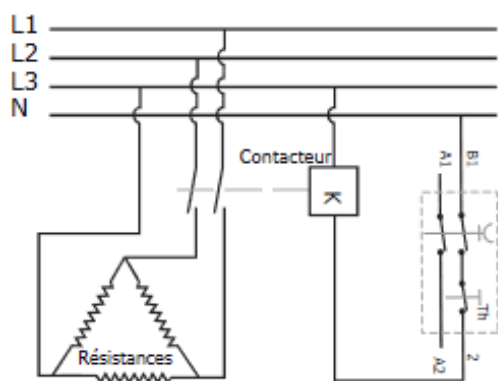 L1
L2
L3
N
Contacteur
K
A1
B1
Th
Résistances
A2
2